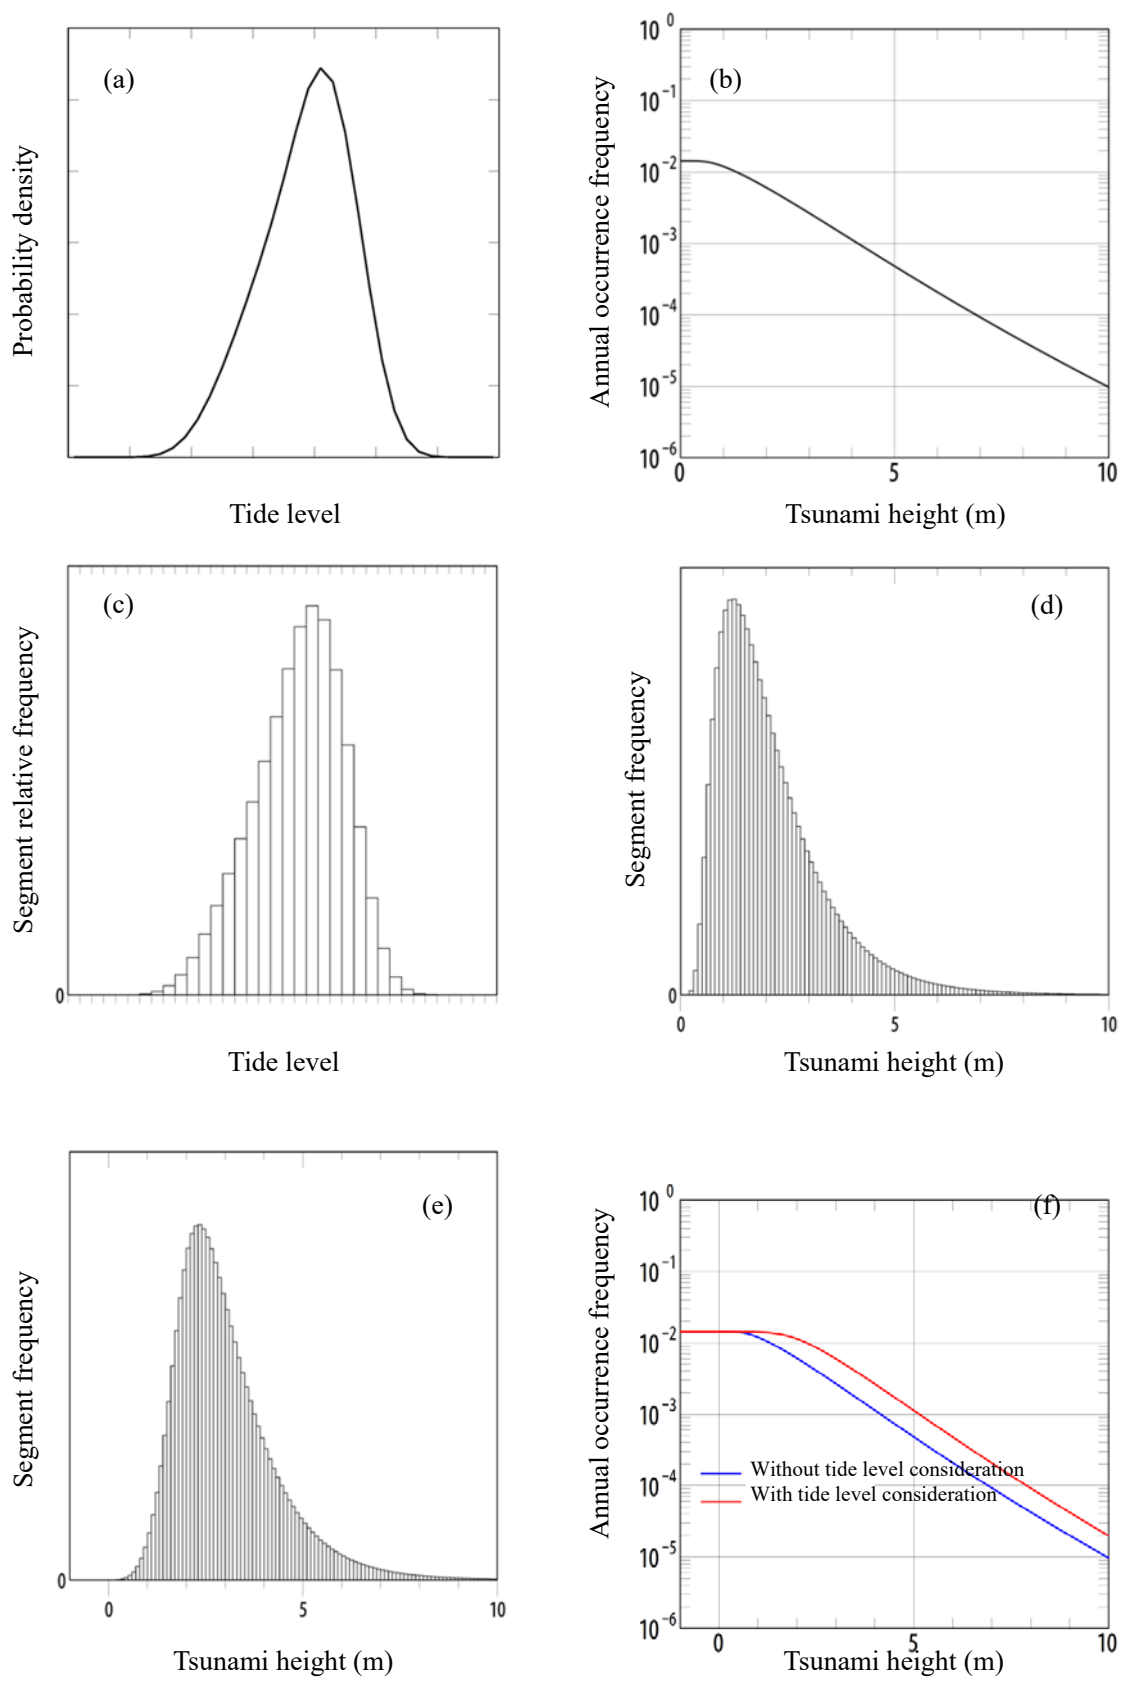 (a)
Probability density
Tide level
10^0
10^-1
10^-2
10^-3
10^-4
10^-5
10^-6
(b)
Annual occurrence frequency
0 5 10
Tsunami height (m)
(c)
Segment relative frequency
0
Tide level
(d)
Segment frequency
0
0 5 10
Tsunami height (m)
(e)
Segment frequency
0
0 5 10
Tsunami height (m)
10^0
10^-1
10^-2
10^-3
10^-4
10^-5
10^-6
(f)
Annual occurrence frequency
Without tide level consideration
With tide level consideration
0 5 10
Tsunami height (m)